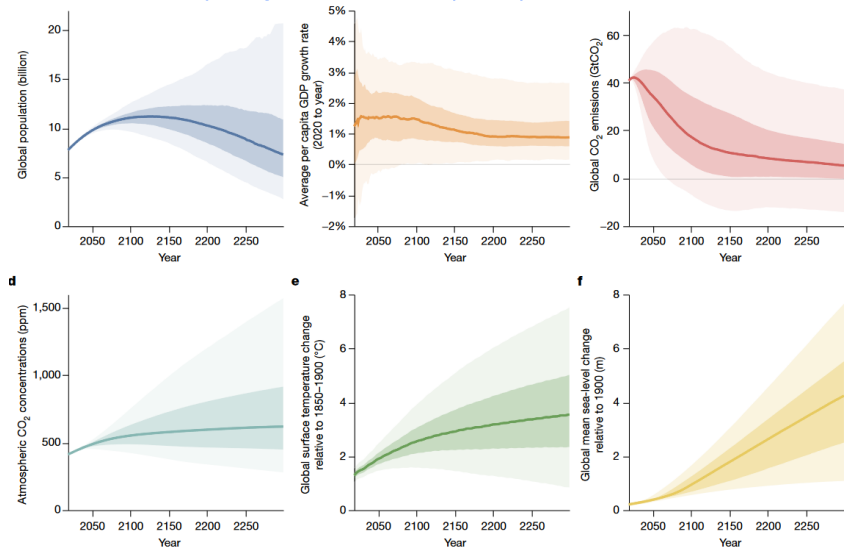 Global population (billion)
20
15
10
5
0
2050 2100 2150 2200 2250
Year
Average per capita GDP growth rate
(2020 to year)
5%
4%
3%
2%
1%
0%
−1%
−2%
2050 2100 2150 2200 2250
Year
Global CO2 emissions (GtCO2)
60
40
20
0
−20
2050 2100 2150 2200 2250
Year
d
Atmospheric CO2 concentrations (ppm)
1,500
1,000
500
0
2050 2100 2150 2200 2250
Year
e
Global surface temperature change
relative to 1850–1900 (°C)
8
6
4
2
0
2050 2100 2150 2200 2250
Year
f
Global mean sea-level change
relative to 1900 (m)
8
6
4
2
0
2050 2100 2150 2200 2250
Year